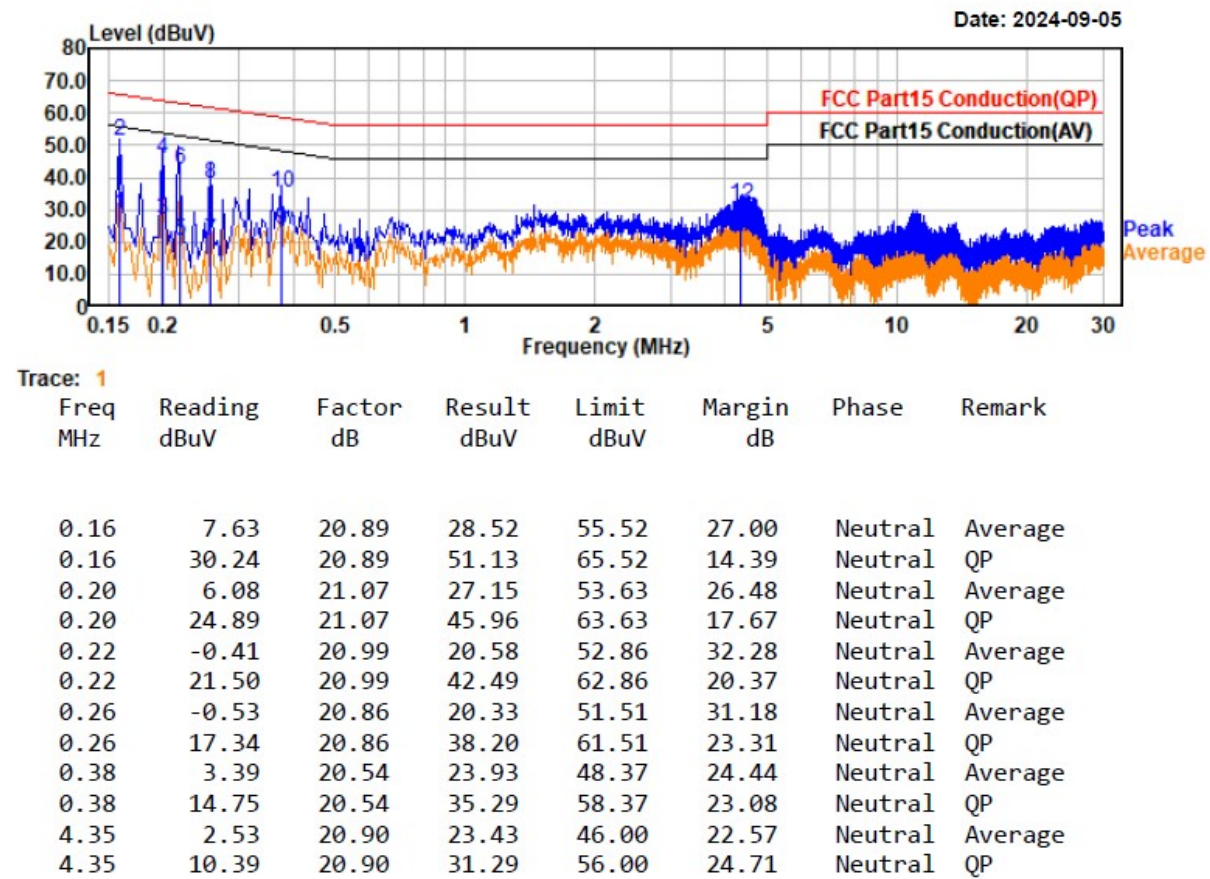 Date: 2024-09-05
Level (dBuV)
80
70.0
60.0
50.0
40.0
30.0
20.0
10.0
0
FCC Part15 Conduction(QP)
FCC Part15 Conduction(AV)
2
4
6
8
10
12
Peak
Average
0.15 0.2 0.5 1 2 5 10 20 30
Frequency (MHz)
Trace: 1
Freq Reading Factor Result Limit Margin Phase Remark
MHz dBuV dB dBuV dBuV dB
0.16 7.63 20.89 28.52 55.52 27.00 Neutral Average
0.16 30.24 20.89 51.13 65.52 14.39 Neutral QP
0.20 6.08 21.07 27.15 53.63 26.48 Neutral Average
0.20 24.89 21.07 45.96 63.63 17.67 Neutral QP
0.22 -0.41 20.99 20.58 52.86 32.28 Neutral Average
0.22 21.50 20.99 42.49 62.86 20.37 Neutral QP
0.26 -0.53 20.86 20.33 51.51 31.18 Neutral Average
0.26 17.34 20.86 38.20 61.51 23.31 Neutral QP
0.38 3.39 20.54 23.93 48.37 24.44 Neutral Average
0.38 14.75 20.54 35.29 58.37 23.08 Neutral QP
4.35 2.53 20.90 23.43 46.00 22.57 Neutral Average
4.35 10.39 20.90 31.29 56.00 24.71 Neutral QP